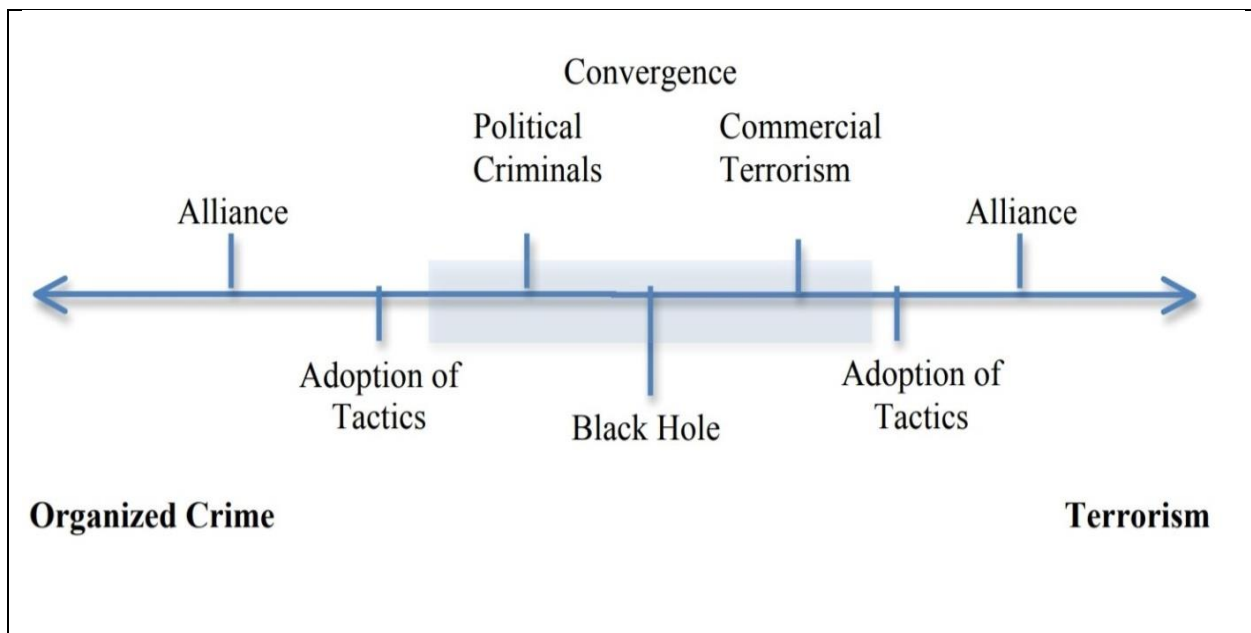 Convergence
Political
Criminals
Commercial
Terrorism
Alliance
Alliance
Adoption of
Tactics
Adoption of
Tactics
Black Hole
Organized Crime
Terrorism